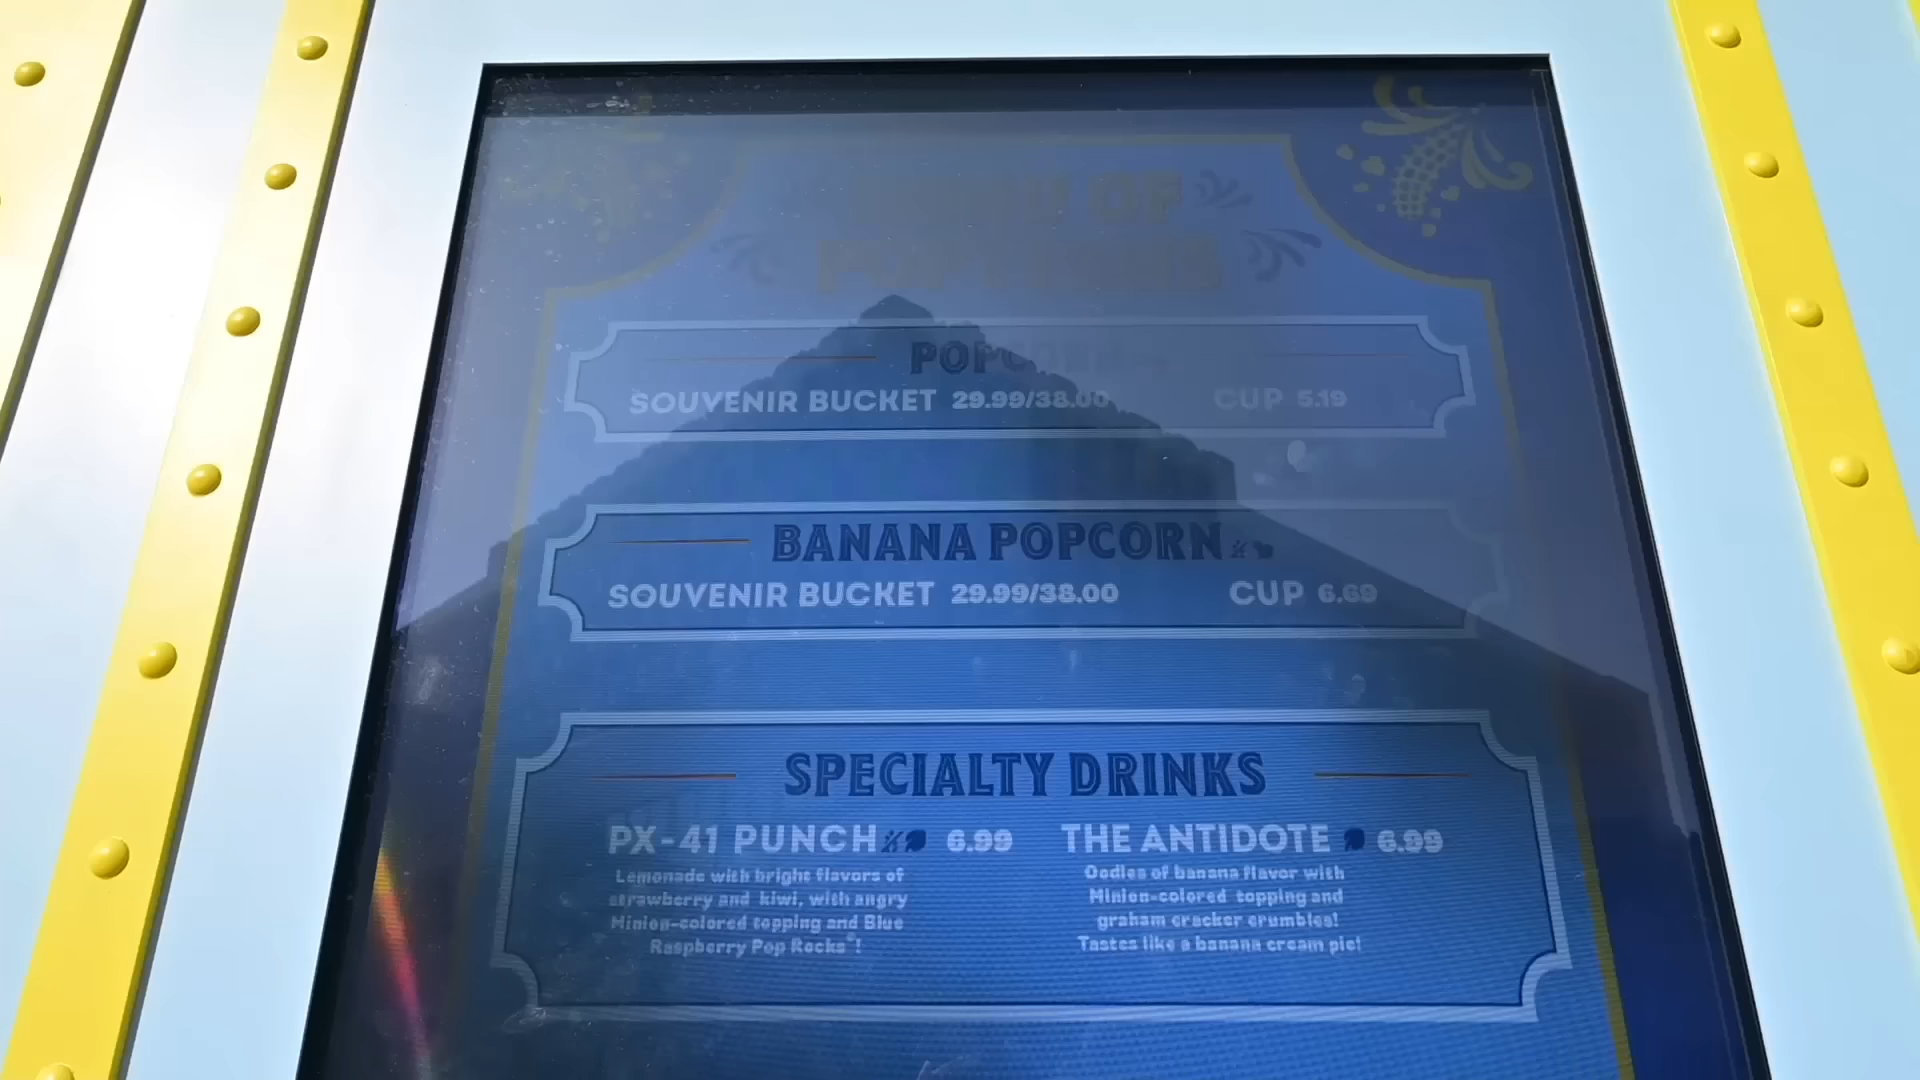 OF
POPCORN
SOUVENIR BUCKET 29.99/38.00 CUP 5.19
BANANA POPCORN
SOUVENIR BUCKET 29.99/38.00 CUP 6.69
SPECIALTY DRINKS
PX-41 PUNCH 6.99
Lemonade with bright flavors of
strawberry and kiwi, with angry
Minion-colored topping and Blue
Raspberry Pop Rocks®!
THE ANTIDOTE 6.99
Oodles of banana flavor with
Minion-colored topping and
graham cracker crumbles!
Tastes like a banana cream pie!